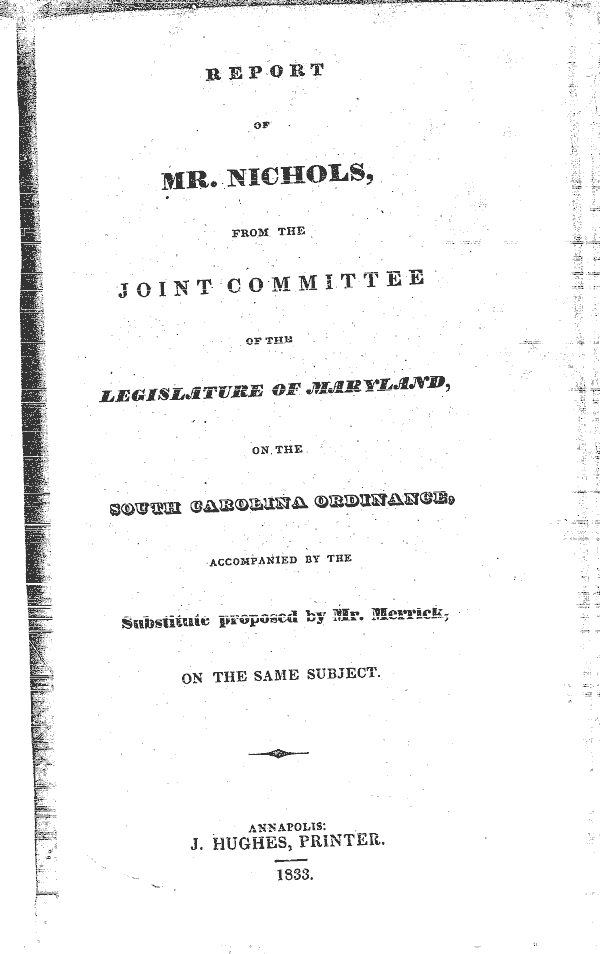 REPORT
OF
MR. NICHOLS,
FROM THE
JOINT COMMITTEE
OF THE
LEGISLATURE OF MARYLAND,
ON THE
SOUTH CAROLINA ORDINANCE,
ACCOMPANIED BY THE
Substitute proposed by Mr. Merrick,
ON THE SAME SUBJECT.
ANNAPOLIS:
J. HUGHES, PRINTER.
1833.